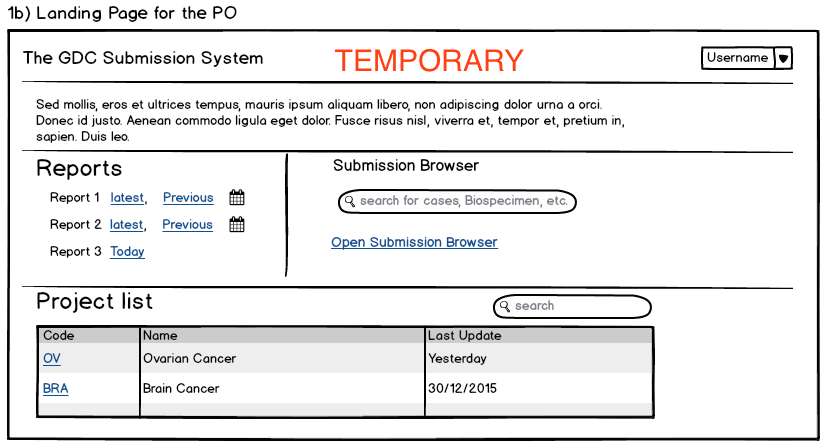 1b) Landing Page for the PO
The GDC Submission System
TEMPORARY
Username
Sed mollis, eros et ultrices tempus, mauris ipsum aliquam libero, non adipiscing dolor urna a orci.
Donec id justo. Aenean commodo ligula eget dolor. Fusce risus nisl, viverra et, tempor et, pretium in,
sapien. Duis leo.
Reports
Report 1 latest, Previous
Report 2 latest, Previous
Report 3 Today
Submission Browser
search for cases, Biospecimen, etc.
Open Submission Browser
Project list
search
Code Name Last Update
OV Ovarian Cancer Yesterday
BRA Brain Cancer 30/12/2015